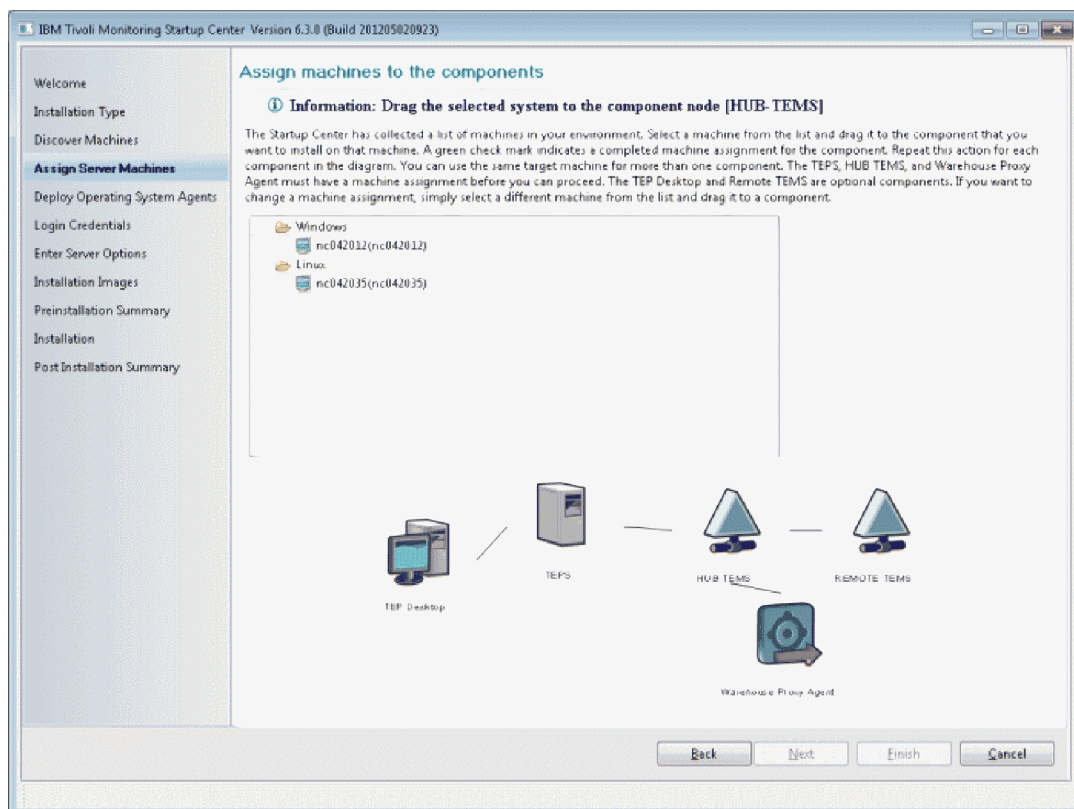 IBM Tivoli Monitoring Startup Center Version 6.3.0 (Build 201205020923)
Welcome
Installation Type
Discover Machines
Assign Server Machines
Deploy Operating System Agents
Login Credentials
Enter Server Options
Installation Images
Preinstallation Summary
Installation
Post Installation Summary
Assign machines to the components
Information: Drag the selected system to the component node [HUB-TEMS]
The Startup Center has collected a list of machines in your environment. Select a machine from the list and drag it to the component that you
want to install on that machine. A green check mark indicates a completed machine assignment for the component. Repeat this action for each
component in the diagram. You can use the same target machine for more than one component. The TEPS, HUB TEMS, and Warehouse Proxy
Agent must have a machine assignment before you can proceed. The TEP Desktop and Remote TEMS are optional components. If you want to
change a machine assignment, simply select a different machine from the list and drag it to a component.
Windows
nc042012(nc042012)
Linux
nc042035(nc042035)
TEP Desktop
TEPS
HUB TEMS
REMOTE TEMS
Warehouse Proxy Agent
Back
Next
Finish
Cancel